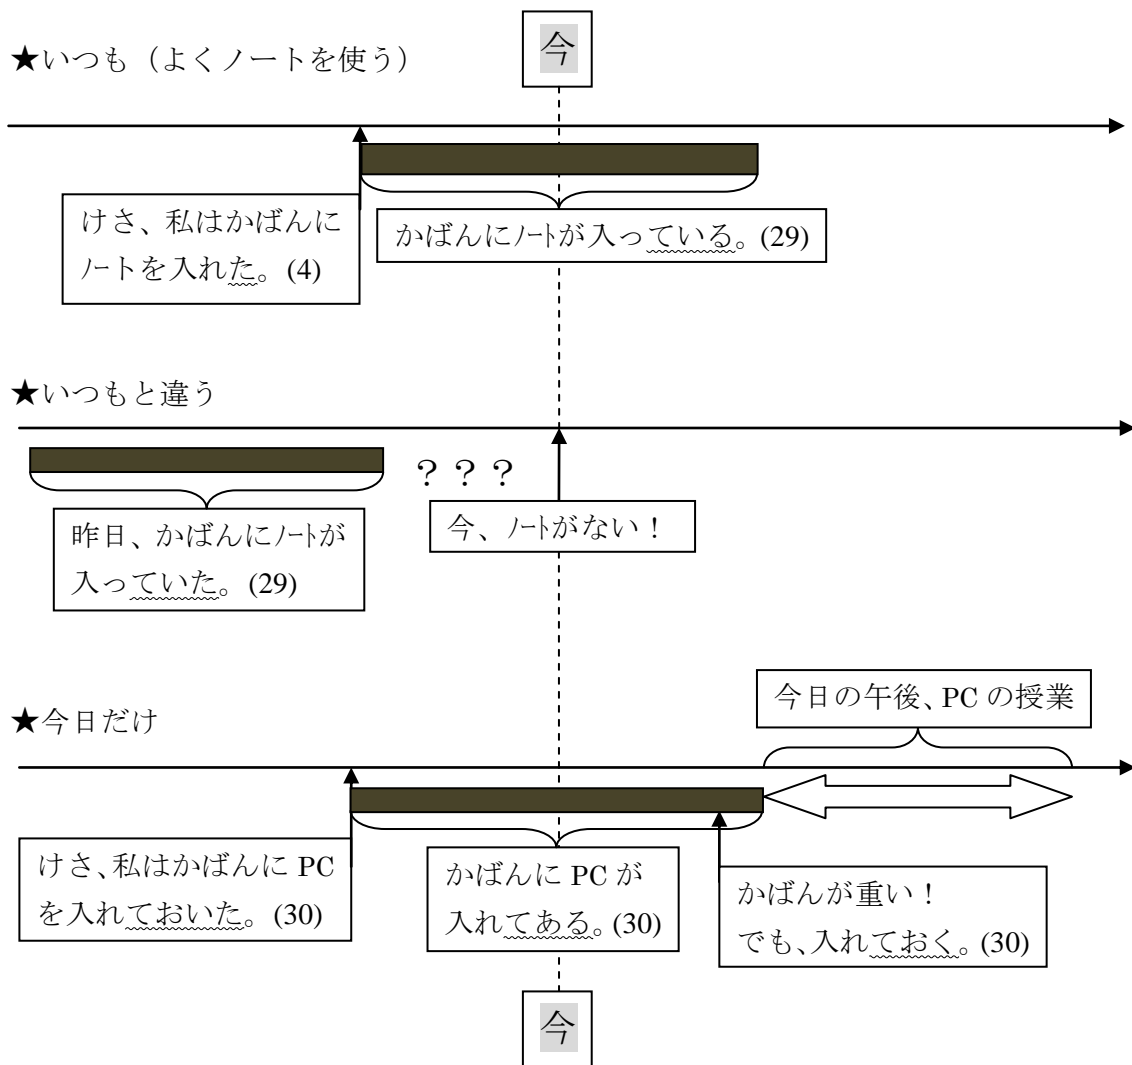 今
★いつも（よくノートを使う）
けさ、私はかばんに
ノートを入れた。(4)
かばんにノートが入っている。(29)
★いつもと違う
？？？
昨日、かばんにノートが
入っていた。(29)
今、ノートがない！
今日の午後、PC の授業
★今日だけ
けさ、私はかばんに PC
を入れておいた。(30)
かばんに PC が
入れてある。(30)
かばんが重い！
でも、入れておく。(30)
今